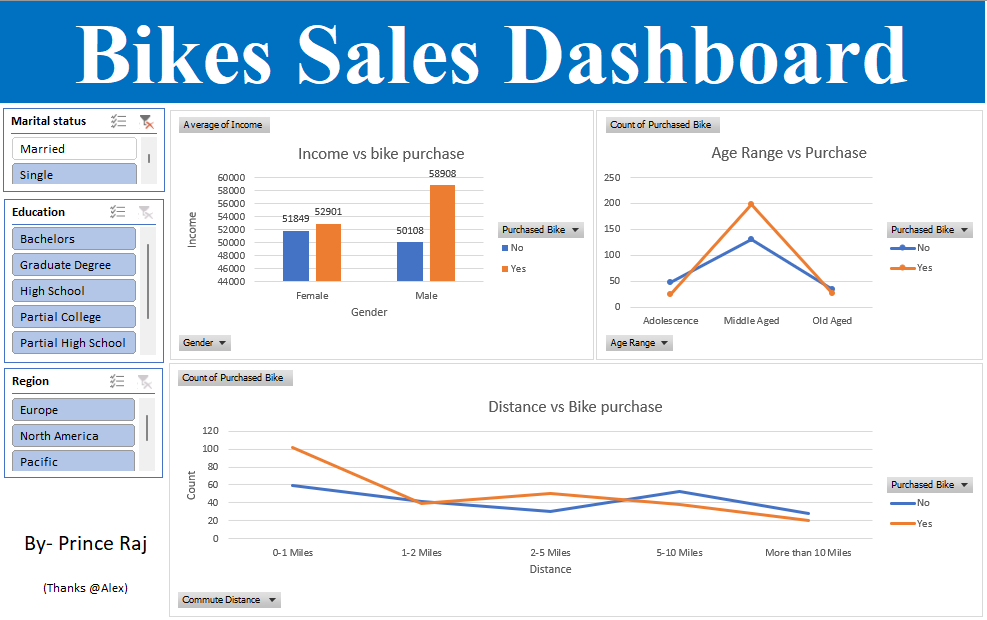 Bikes Sales Dashboard
Marital status
Married
Single
Education
Bachelors
Graduate Degree
High School
Partial College
Partial High School
Region
Europe
North America
Pacific
By- Prince Raj
(Thanks @Alex)
Average of Income
Income vs bike purchase
60000
58000
56000
54000
52000
50000
48000
46000
44000
Income
51849
52901
50108
58908
Female
Male
Gender
Purchased Bike
No
Yes
Gender
Count of Purchased Bike
Age Range vs Purchase
250
200
150
100
50
0
Adolescence
Middle Aged
Old Aged
Purchased Bike
No
Yes
Age Range
Count of Purchased Bike
Distance vs Bike purchase
120
100
80
60
40
20
0
Count
0-1 Miles
1-2 Miles
2-5 Miles
5-10 Miles
More than 10 Miles
Distance
Purchased Bike
No
Yes
Commute Distance